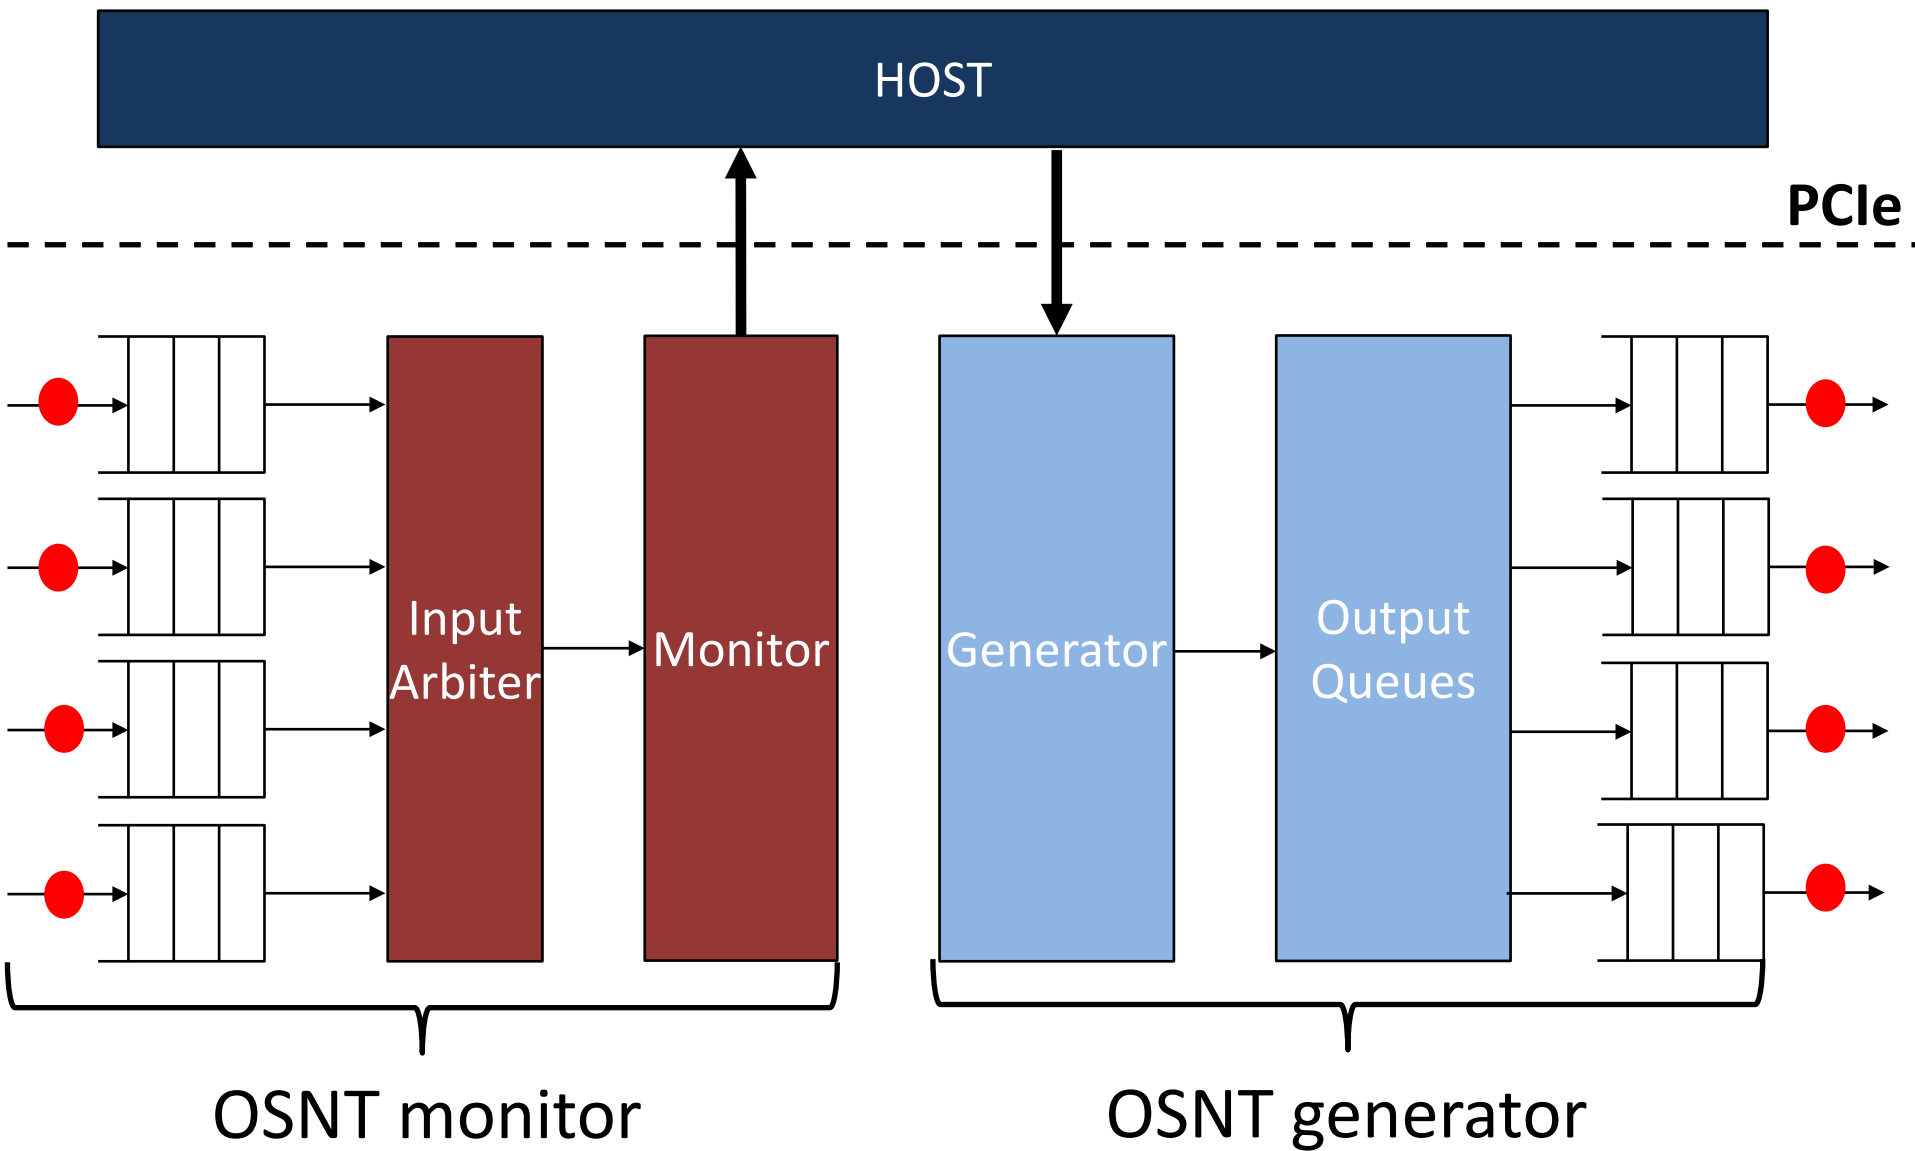 HOST
PCIe
Input
Arbiter
Monitor
Generator
Output
Queues
OSNT monitor
OSNT generator